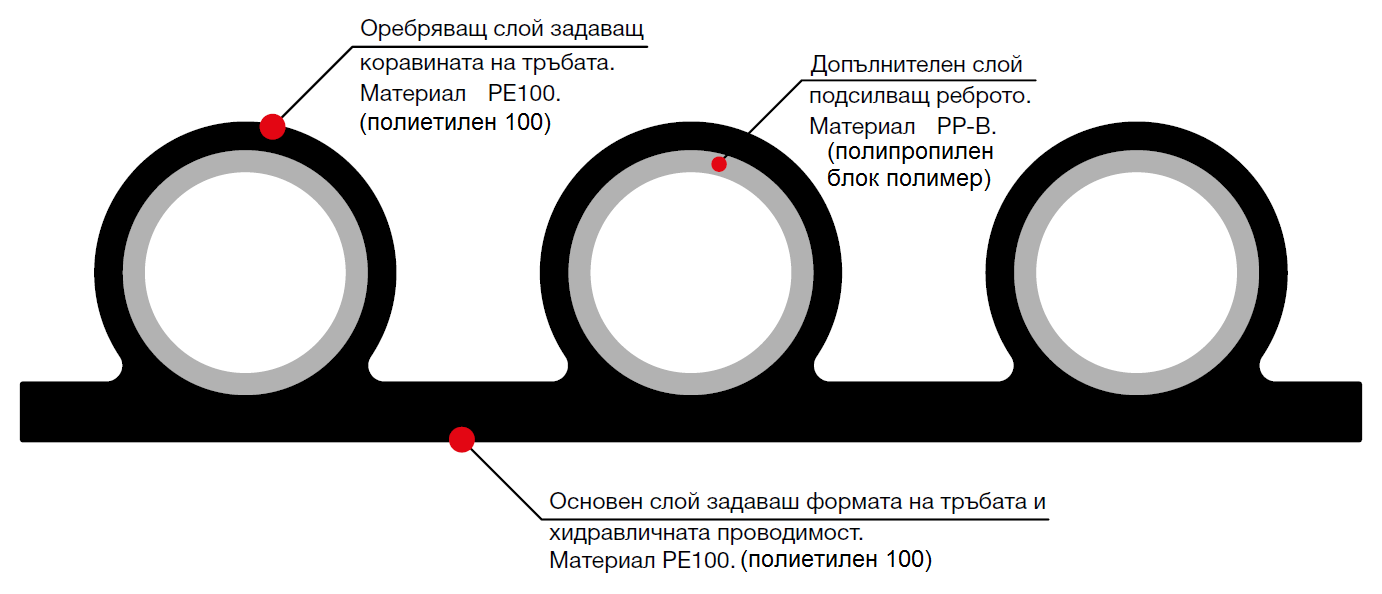 Оребряващ слой задаващ
коравината на тръбата.
Материал PE100.
(полиетилен 100)
Допълнителен слой
подсилващ реброто.
Материал PP-B.
(полипропилен
блок полимер)
Основен слой задаваш формата на тръбата и
хидравличната проводимост.
Материал PE100. (полиетилен 100)